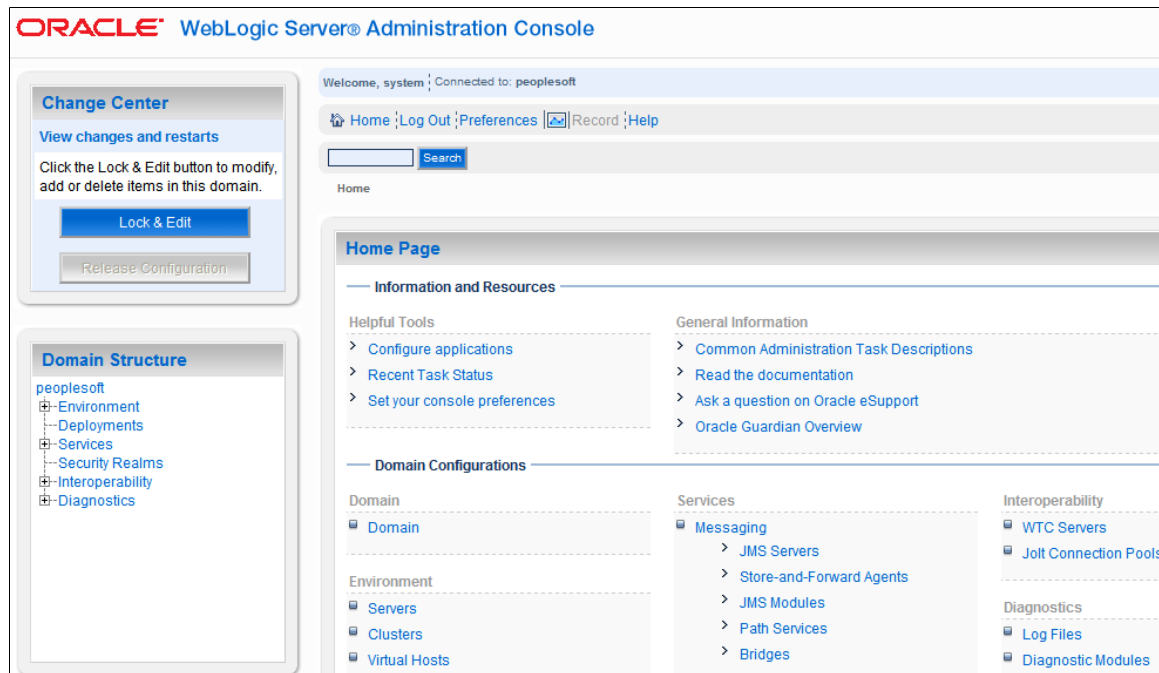 ORACLE® WebLogic Server® Administration Console
Change Center
View changes and restarts
Click the Lock & Edit button to modify,
add or delete items in this domain.
Lock & Edit
Release Configuration
Domain Structure
peoplesoft
Environment
Deployments
Services
Security Realms
Interoperability
Diagnostics
Welcome, system Connected to: peoplesoft
Home Log Out Preferences Record Help
Search
Home
Home Page
Information and Resources
Helpful Tools
Configure applications
Recent Task Status
Set your console preferences
General Information
Common Administration Task Descriptions
Read the documentation
Ask a question on Oracle eSupport
Oracle Guardian Overview
Domain Configurations
Domain
Domain
Environment
Servers
Clusters
Virtual Hosts
Services
Messaging
JMS Servers
Store-and-Forward Agents
JMS Modules
Path Services
Bridges
Interoperability
WTC Servers
Jolt Connection Pools
Diagnostics
Log Files
Diagnostic Modules